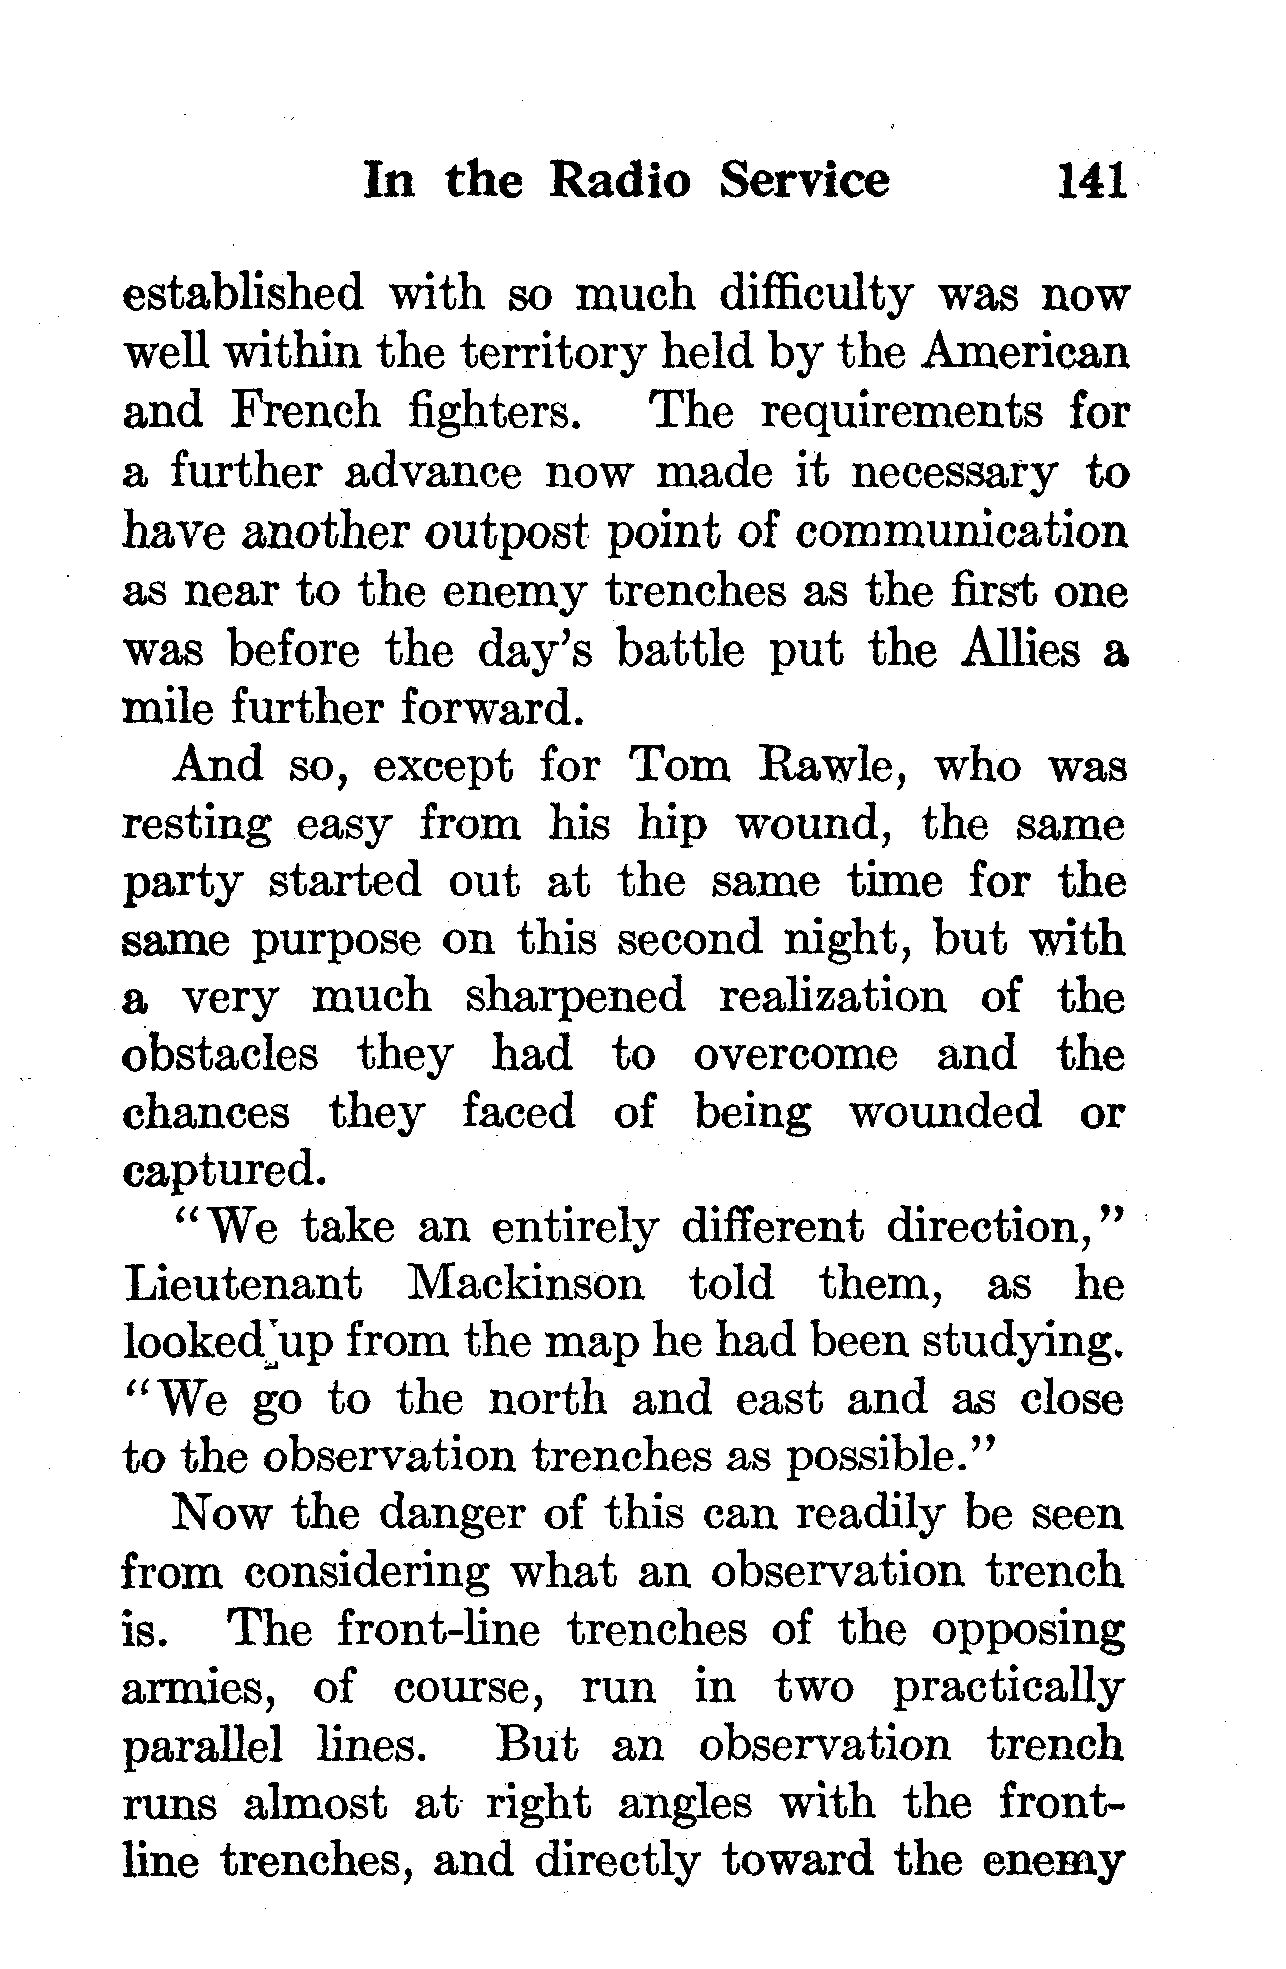 In the Radio Service 141
established with so much difficulty was now
well within the territory held by the American
and French fighters. The requirements for
a further advance now made it necessary to
have another outpost point of communication
as near to the enemy trenches as the first one
was before the day's battle put the Allies a
mile further forward.
And so, except for Tom Rawle, who was
resting easy from his hip wound, the same
party started out at the same time for the
same purpose on this second night, but with
a very much sharpened realization of the
obstacles they had to overcome and the
chances they faced of being wounded or
captured.
"We take an entirely different direction,"
Lieutenant Mackinson told them, as he
looked up from the map he had been studying.
"We go to the north and east and as close
to the observation trenches as possible."
Now the danger of this can readily be seen
from considering what an observation trench
is. The front-line trenches of the opposing
armies, of course, run in two practically
parallel lines. But an observation trench
runs almost at right angles with the front-
line trenches, and directly toward the enemy